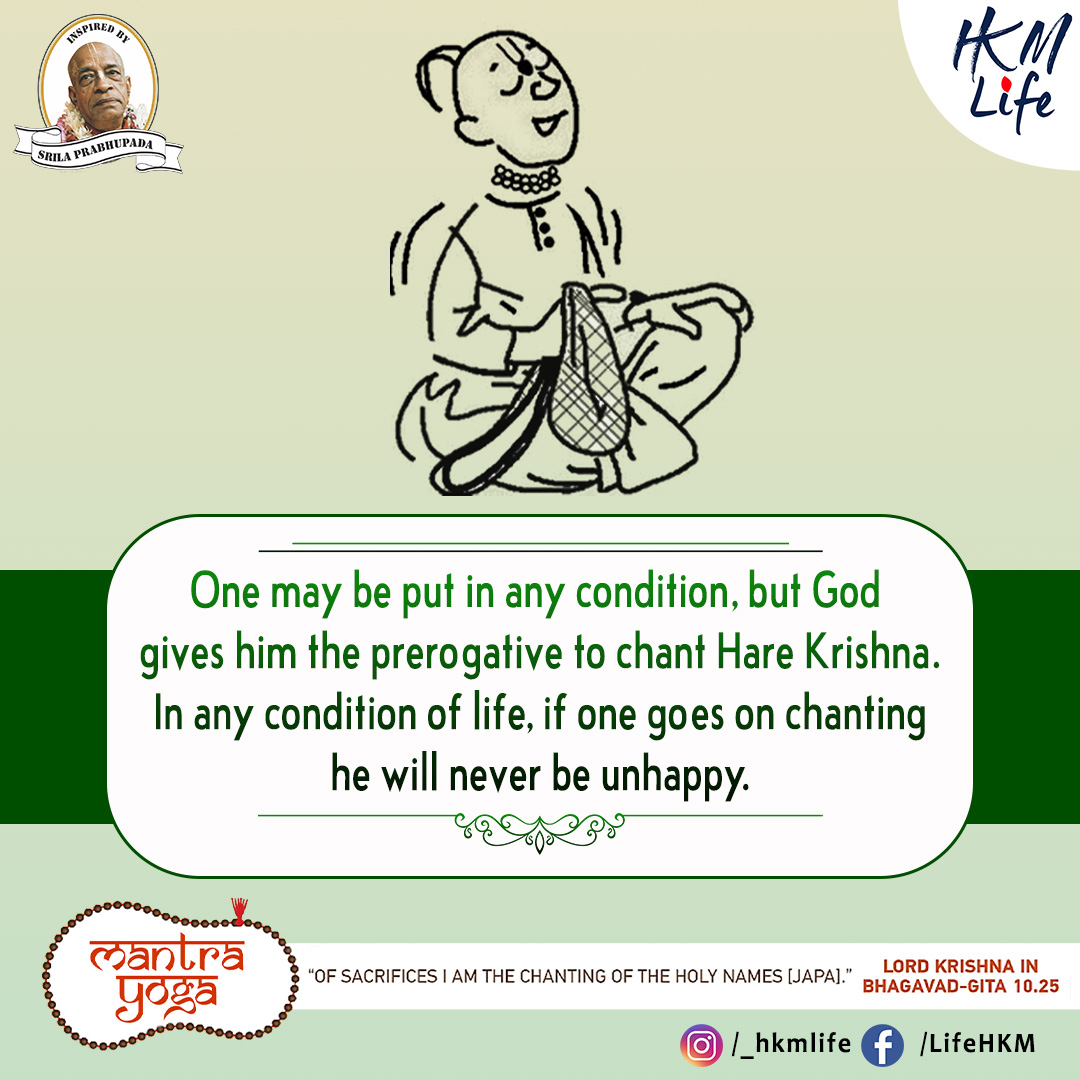 INSPIRED BY
SRILA PRABHUPADA
HKM
Life
One may be put in any condition, but God
gives him the prerogative to chant Hare Krishna.
In any condition of life, if one goes on chanting
he will never be unhappy.
mantra
yoga
“OF SACRIFICES I AM THE CHANTING OF THE HOLY NAMES [JAPA].”
LORD KRISHNA IN
BHAGAVAD-GITA 10.25
/_hkmlife
/LifeHKM